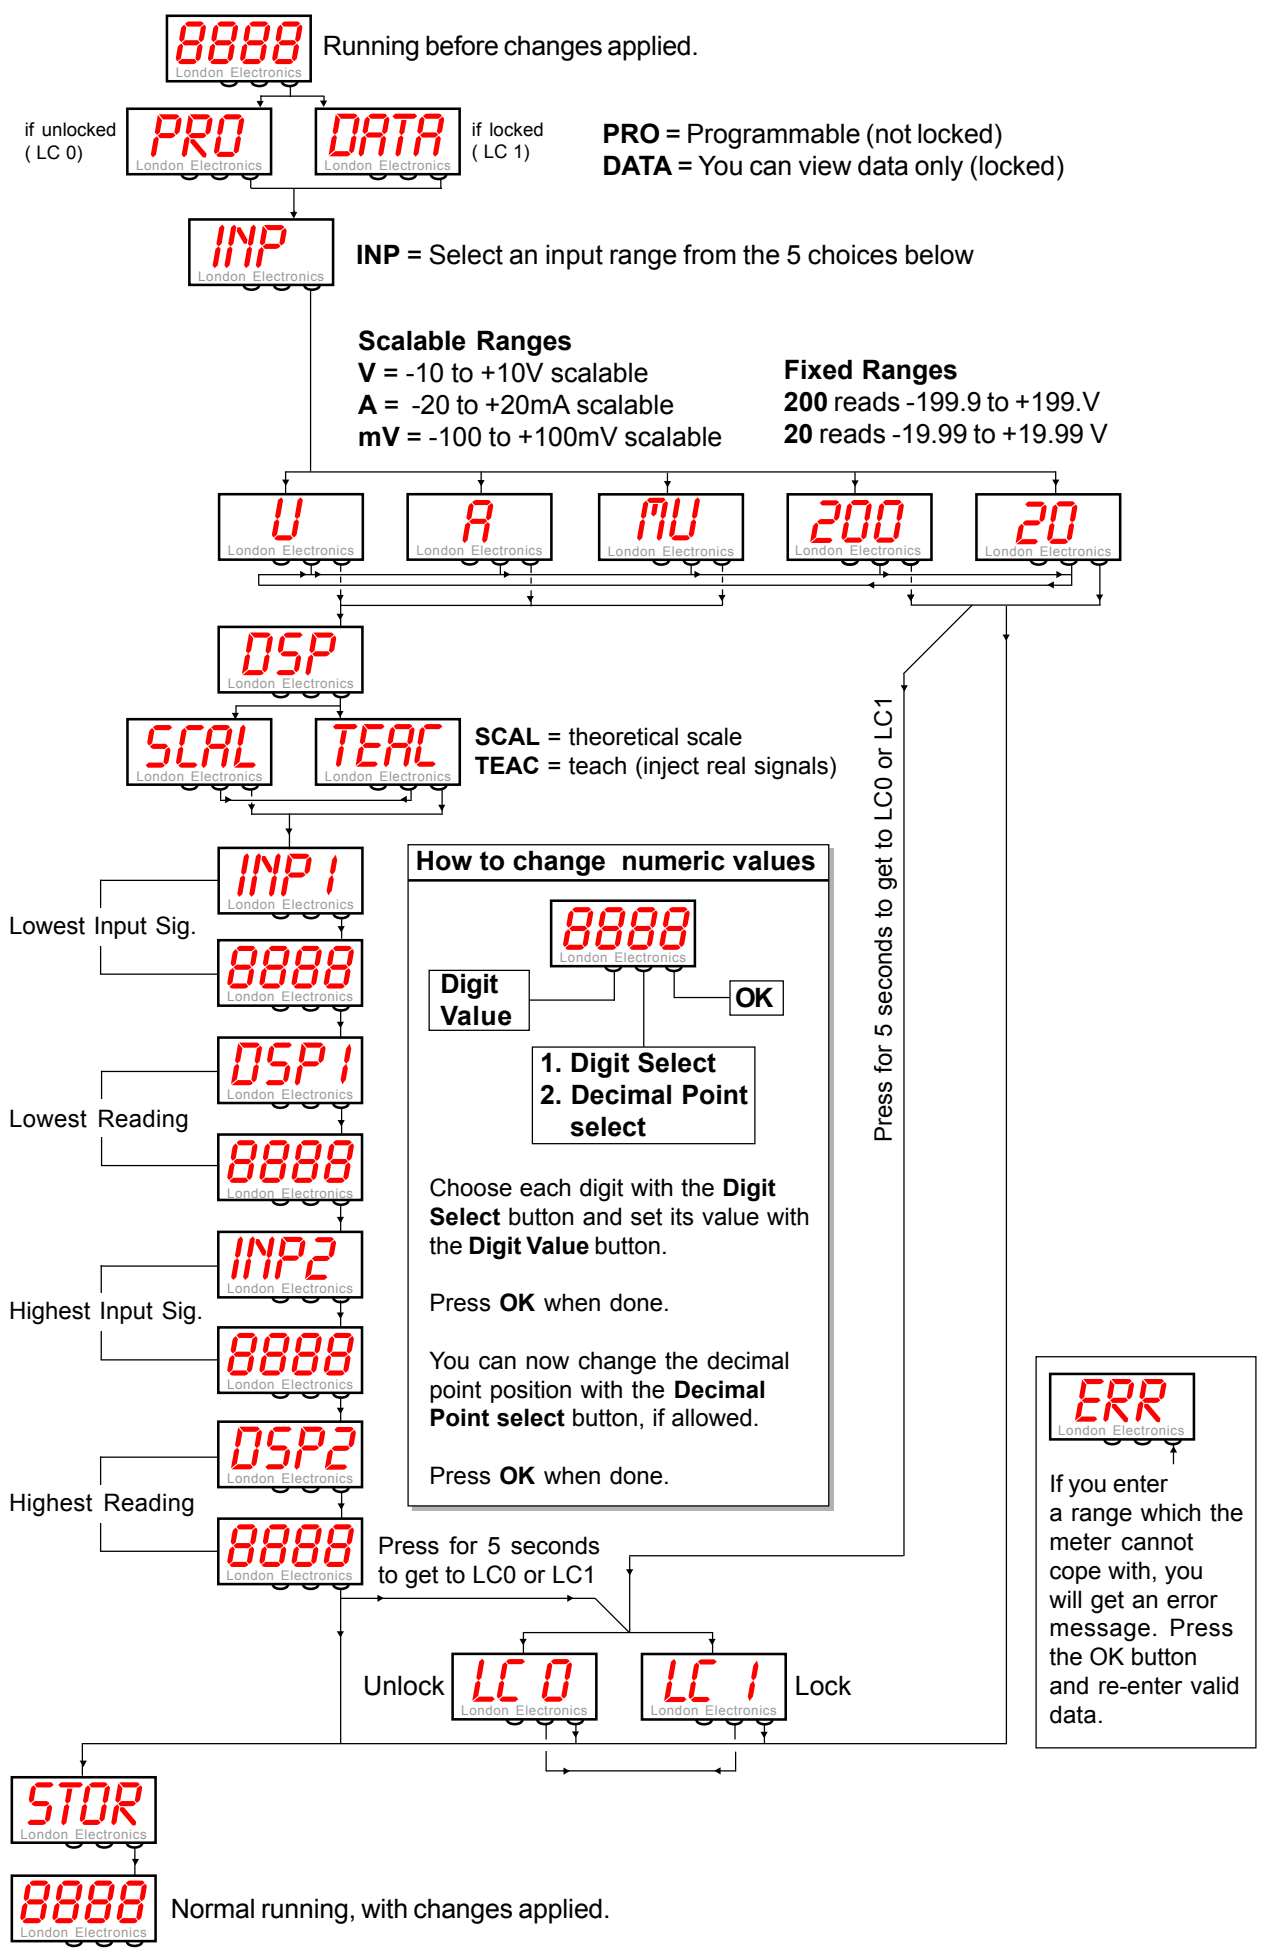 8888
London Electronics
Running before changes applied.
if unlocked
( LC 0)
PRO
London Electronics
DATA
London Electronics
if locked
( LC 1)
PRO = Programmable (not locked)
DATA = You can view data only (locked)
INP
London Electronics
INP = Select an input range from the 5 choices below
Scalable Ranges
V = -10 to +10V scalable
A = -20 to +20mA scalable
mV = -100 to +100mV scalable
Fixed Ranges
200 reads -199.9 to +199.V
20 reads -19.99 to +19.99 V
U
London Electronics
A
London Electronics
MU
London Electronics
200
London Electronics
20
London Electronics
DSP
London Electronics
SCAL
London Electronics
TEAC
London Electronics
SCAL = theoretical scale
TEAC = teach (inject real signals)
Press for 5 seconds to get to LC0 or LC1
Lowest Input Sig.
INP1
London Electronics
8888
London Electronics
Lowest Reading
DSP1
London Electronics
8888
London Electronics
Highest Input Sig.
INP2
London Electronics
8888
London Electronics
Highest Reading
DSP2
London Electronics
8888
London Electronics
How to change numeric values
8888
London Electronics
Digit
Value
OK
1. Digit Select
2. Decimal Point
select
Choose each digit with the Digit
Select button and set its value with
the Digit Value button.
Press OK when done.
You can now change the decimal
point position with the Decimal
Point select button, if allowed.
Press OK when done.
Press for 5 seconds
to get to LC0 or LC1
Unlock
LC 0
London Electronics
LC 1
London Electronics
Lock
ERR
London Electronics
If you enter
a range which the
meter cannot
cope with, you
will get an error
message. Press
the OK button
and re-enter valid
data.
STOR
London Electronics
8888
London Electronics
Normal running, with changes applied.